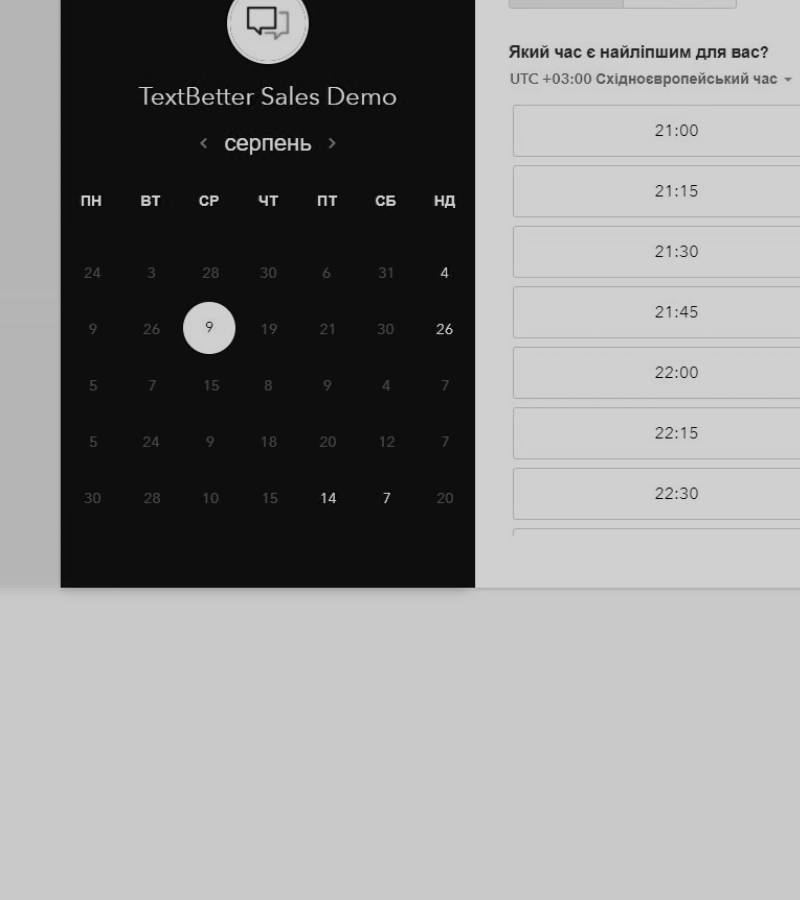 TextBetter Sales Demo
серпень
ПН ВТ СР ЧТ ПТ СБ НД
24 3 28 30 6 31 4
9 26 9 19 21 30 26
5 7 15 8 9 4 7
5 24 9 18 20 12 7
30 28 10 15 14 7 20
Який час є найліпшим для вас?
UTC +03:00 Східноєвропейський час
21:00
21:15
21:30
21:45
22:00
22:15
22:30